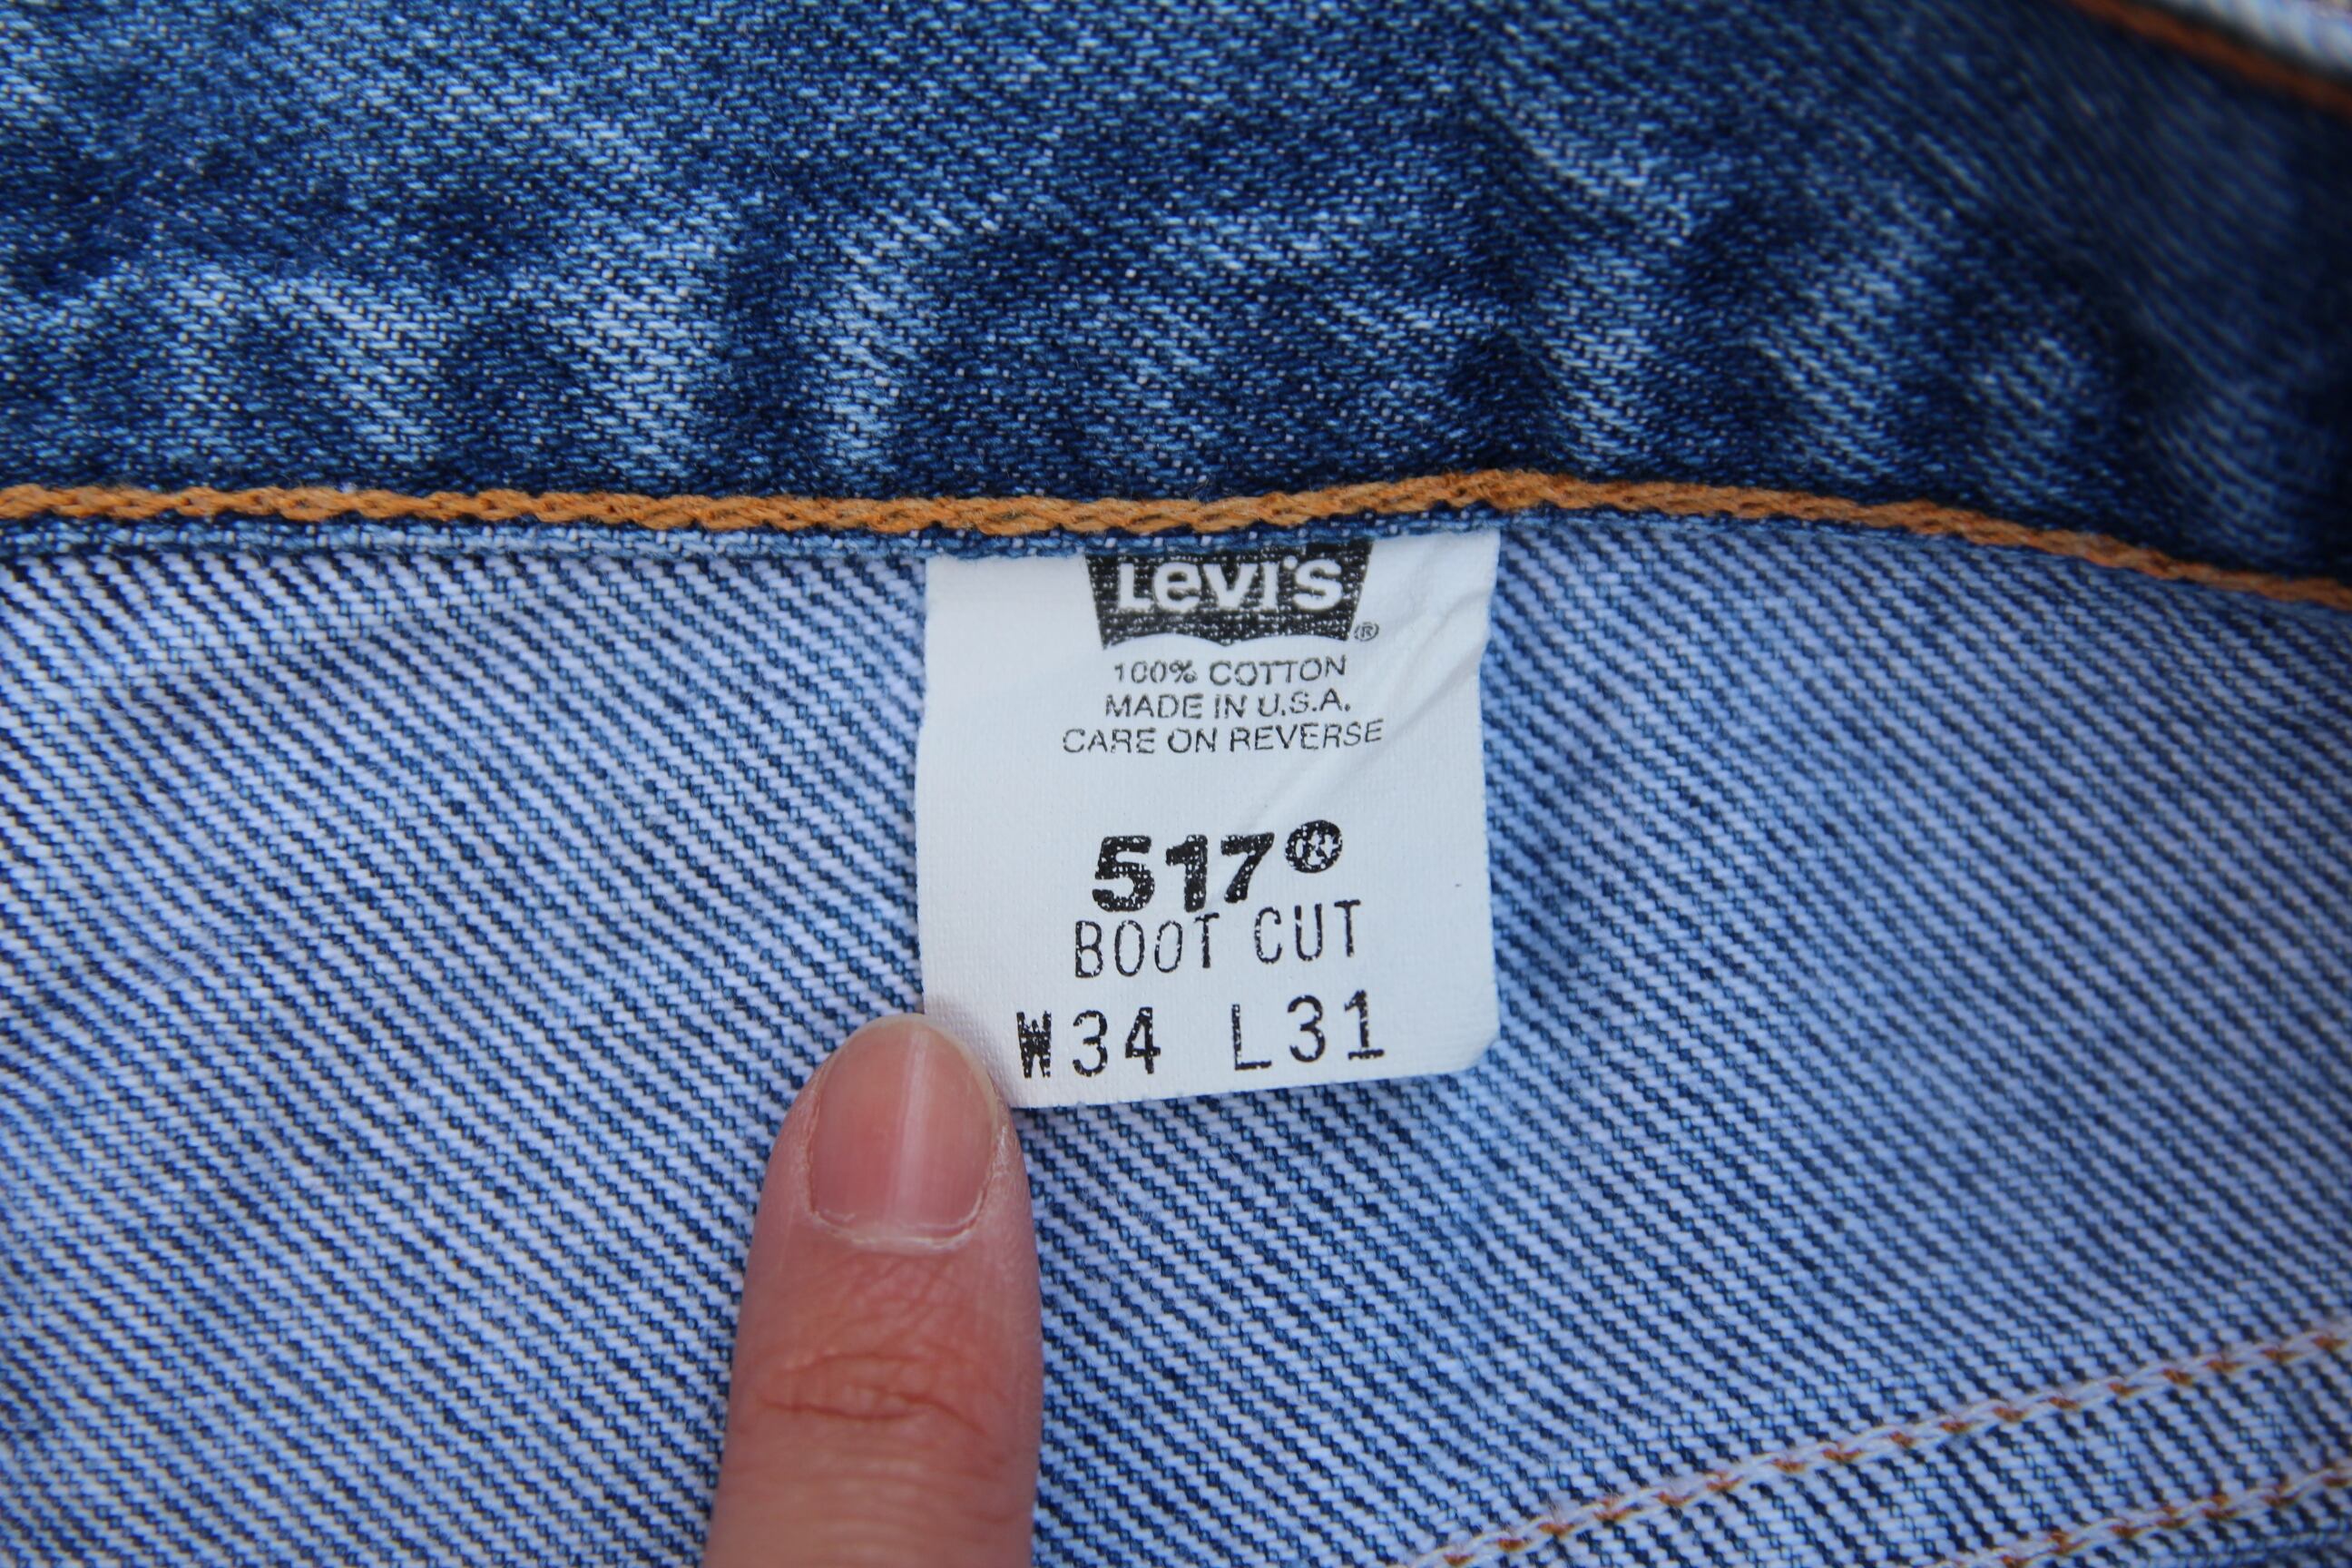 Levi's®
100% COTTON
MADE IN U.S.A.
CARE ON REVERSE
517®
BOOT CUT
W34 L31